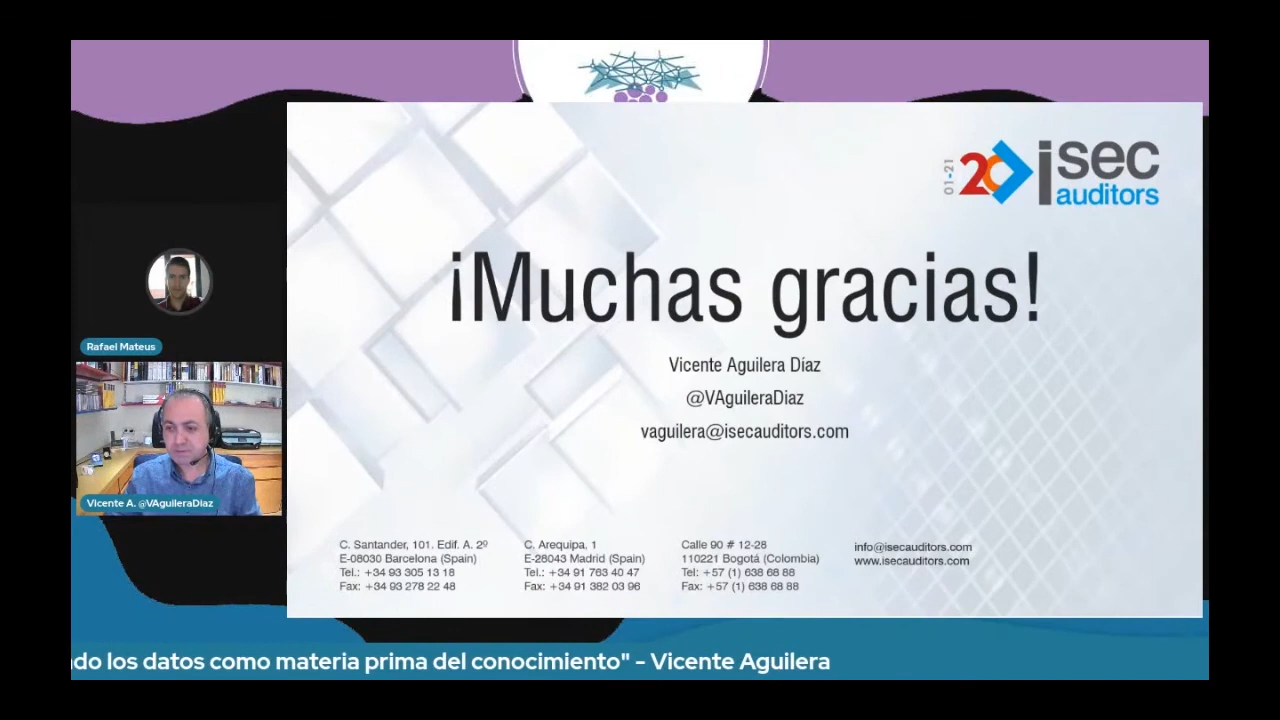 01-21
20
isec
auditors
¡Muchas gracias!
Vicente Aguilera Díaz
@VAguileraDiaz
vaguilera@isecauditors.com
Rafael Mateus
Vicente A. @VAguileraDiaz
C. Santander, 101. Edif. A. 2º
E-08030 Barcelona (Spain)
Tel.: +34 93 305 13 18
Fax: +34 93 278 22 48
C. Arequipa, 1
E-28043 Madrid (Spain)
Tel.: +34 91 763 40 47
Fax: +34 91 382 03 96
Calle 90 # 12-28
110221 Bogotá (Colombia)
Tel: +57 (1) 638 68 88
Fax: +57 (1) 638 68 88
info@isecauditors.com
www.isecauditors.com
do los datos como materia prima del conocimiento" - Vicente Aguilera